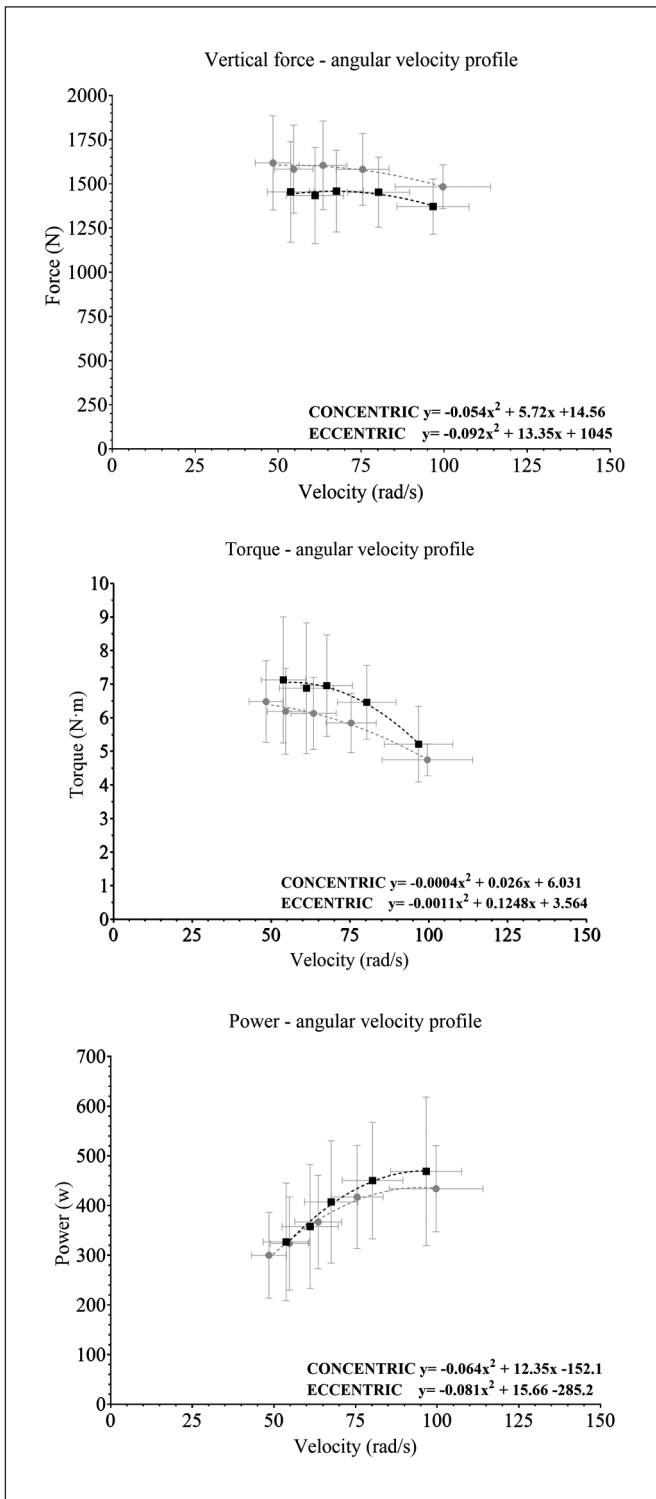 Vertical force - angular velocity profile
2000
1750
1500
1250
1000
750
500
250
0
Force (N)
CONCENTRIC y= -0.054x² + 5.72x +14.56
ECCENTRIC y= -0.092x² + 13.35x + 1045
0 25 50 75 100 125 150
Velocity (rad/s)
Torque - angular velocity profile
10
9
8
7
6
5
4
3
2
1
0
Torque (N·m)
CONCENTRIC y= -0.0004x² + 0.026x + 6.031
ECCENTRIC y= -0.0011x² + 0.1248x + 3.564
0 25 50 75 100 125 150
Velocity (rad/s)
Power - angular velocity profile
700
600
500
400
300
200
100
0
Power (w)
CONCENTRIC y= -0.064x² + 12.35x -152.1
ECCENTRIC y= -0.081x² + 15.66 -285.2
0 25 50 75 100 125 150
Velocity (rad/s)